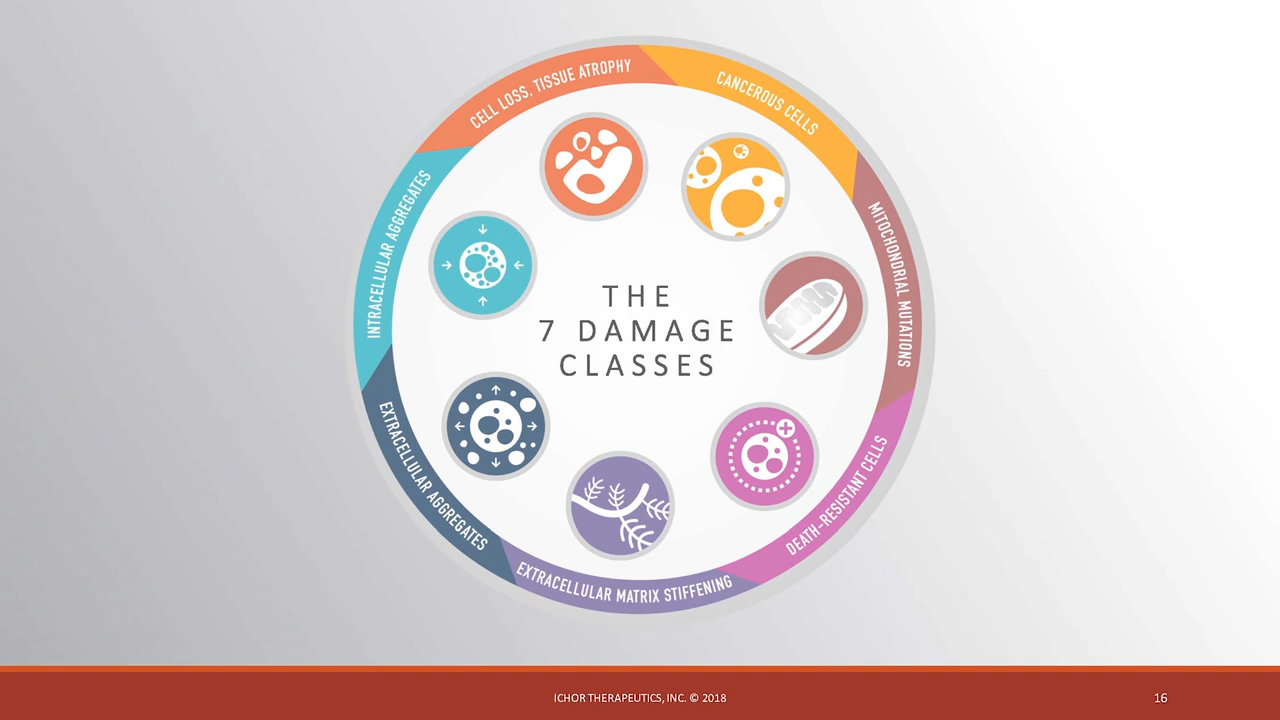 CELL LOSS, TISSUE ATROPHY
CANCEROUS CELLS
MITOCHONDRIAL MUTATIONS
DEATH-RESISTANT CELLS
EXTRACELLULAR MATRIX STIFFENING
EXTRACELLULAR AGGREGATES
INTRACELLULAR AGGREGATES
THE
7 DAMAGE
CLASSES
ICHOR THERAPEUTICS, INC. © 2018
16